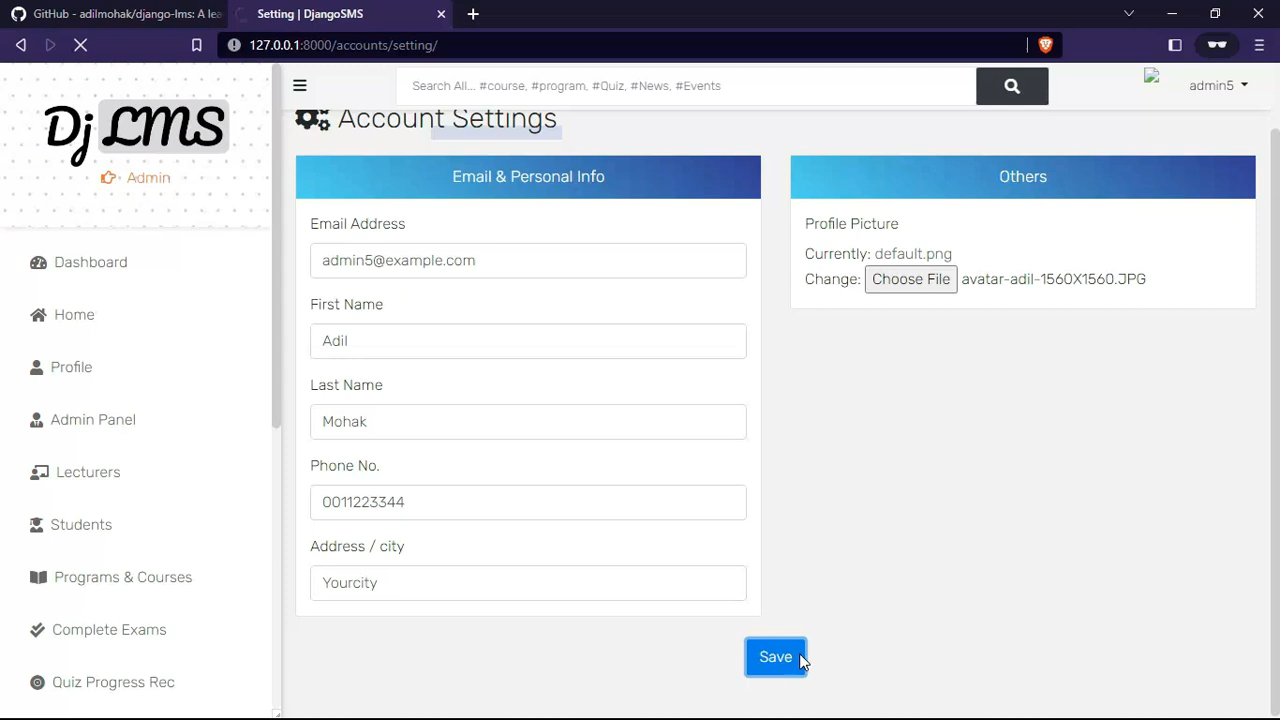 GitHub - adilmohak/django-lms: A lea
Setting | DjangoSMS
127.0.0.1:8000/accounts/setting/
Dj LMS
Admin
Dashboard
Home
Profile
Admin Panel
Lecturers
Students
Programs & Courses
Complete Exams
Quiz Progress Rec
Search All... #course, #program, #Quiz, #News, #Events
admin5
Account Settings
Email & Personal Info
Email Address
admin5@example.com
First Name
Adil
Last Name
Mohak
Phone No.
0011223344
Address / city
Yourcity
Others
Profile Picture
Currently: default.png
Change: Choose File avatar-adil-1560X1560.JPG
Save